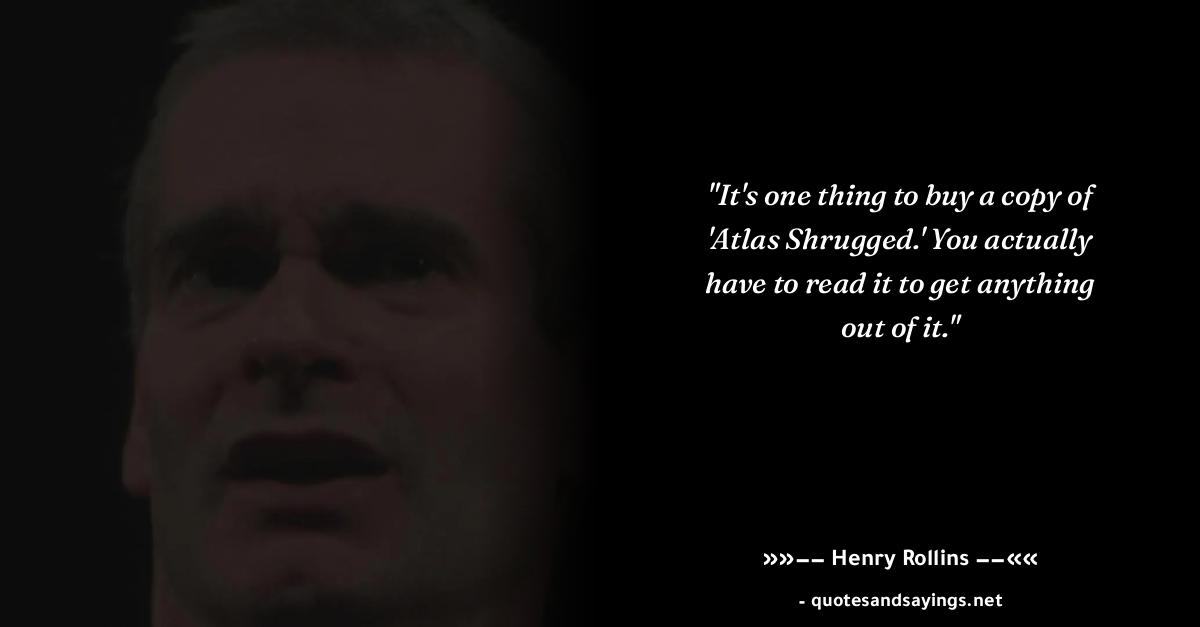 "It's one thing to buy a copy of
'Atlas Shrugged.' You actually
have to read it to get anything
out of it."
»»−− Henry Rollins −−««
- quotesandsayings.net